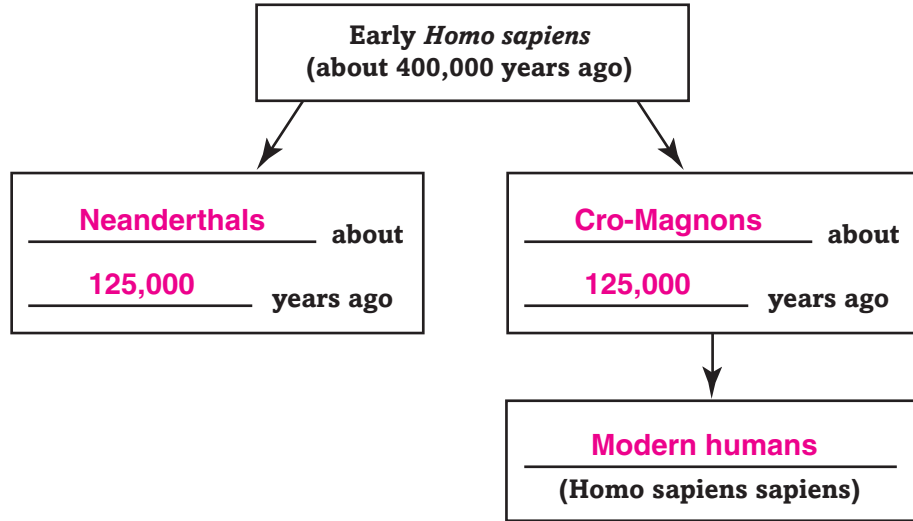 Early Homo sapiens
(about 400,000 years ago)
Neanderthals about
125,000 years ago
Cro-Magnons about
125,000 years ago
Modern humans
(Homo sapiens sapiens)